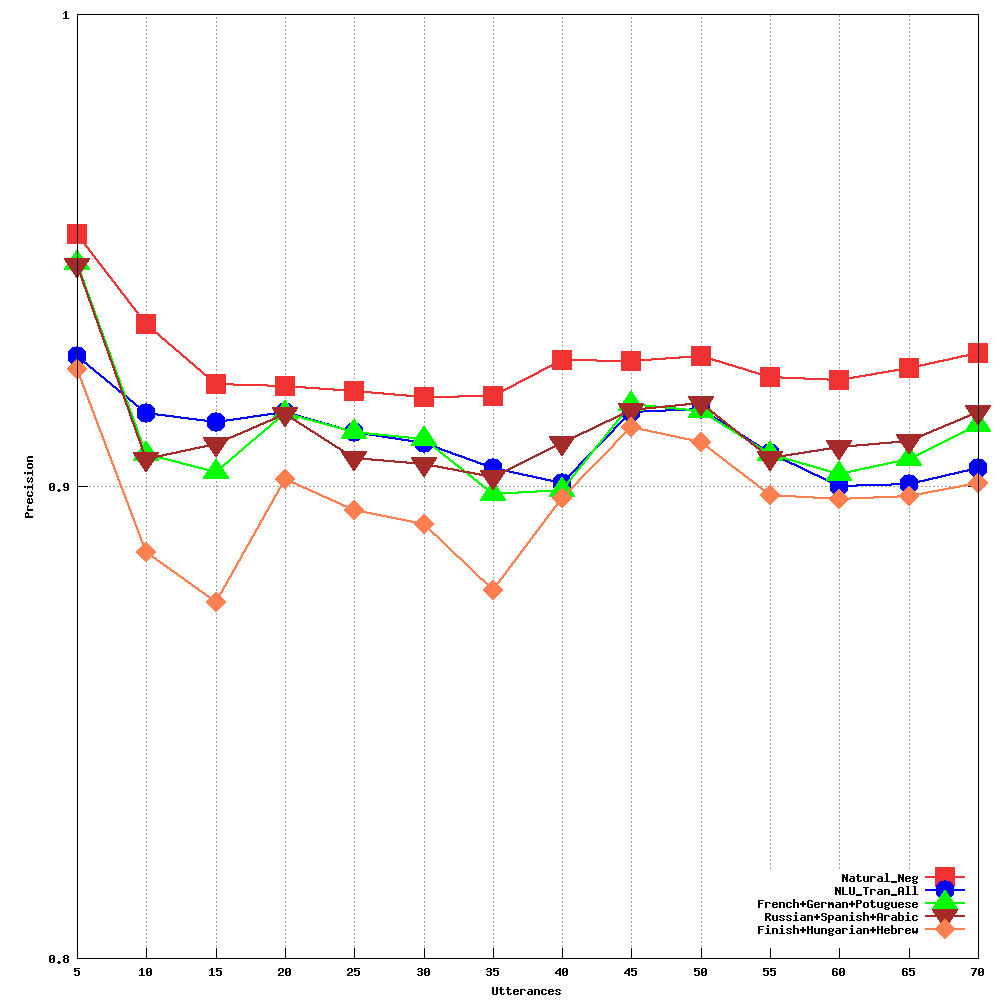 1
0.9
0.8
Precision
5 10 15 20 25 30 35 40 45 50 55 60 65 70
Utterances
Natural_Neg
NLU_Tran_All
French+German+Potuguese
Russian+Spanish+Arabic
Finish+Hungarian+Hebrew